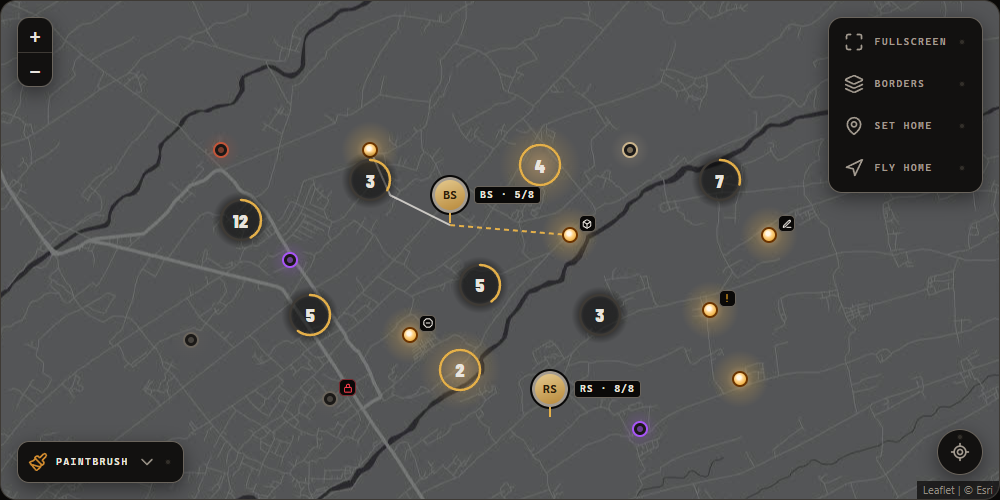 +
−
FULLSCREEN
BORDERS
SET HOME
FLY HOME
4
3
7
BS
BS · 5/8
12
5
5
3
!
2
RS
RS · 8/8
PAINTBRUSH
Leaflet | © Esri